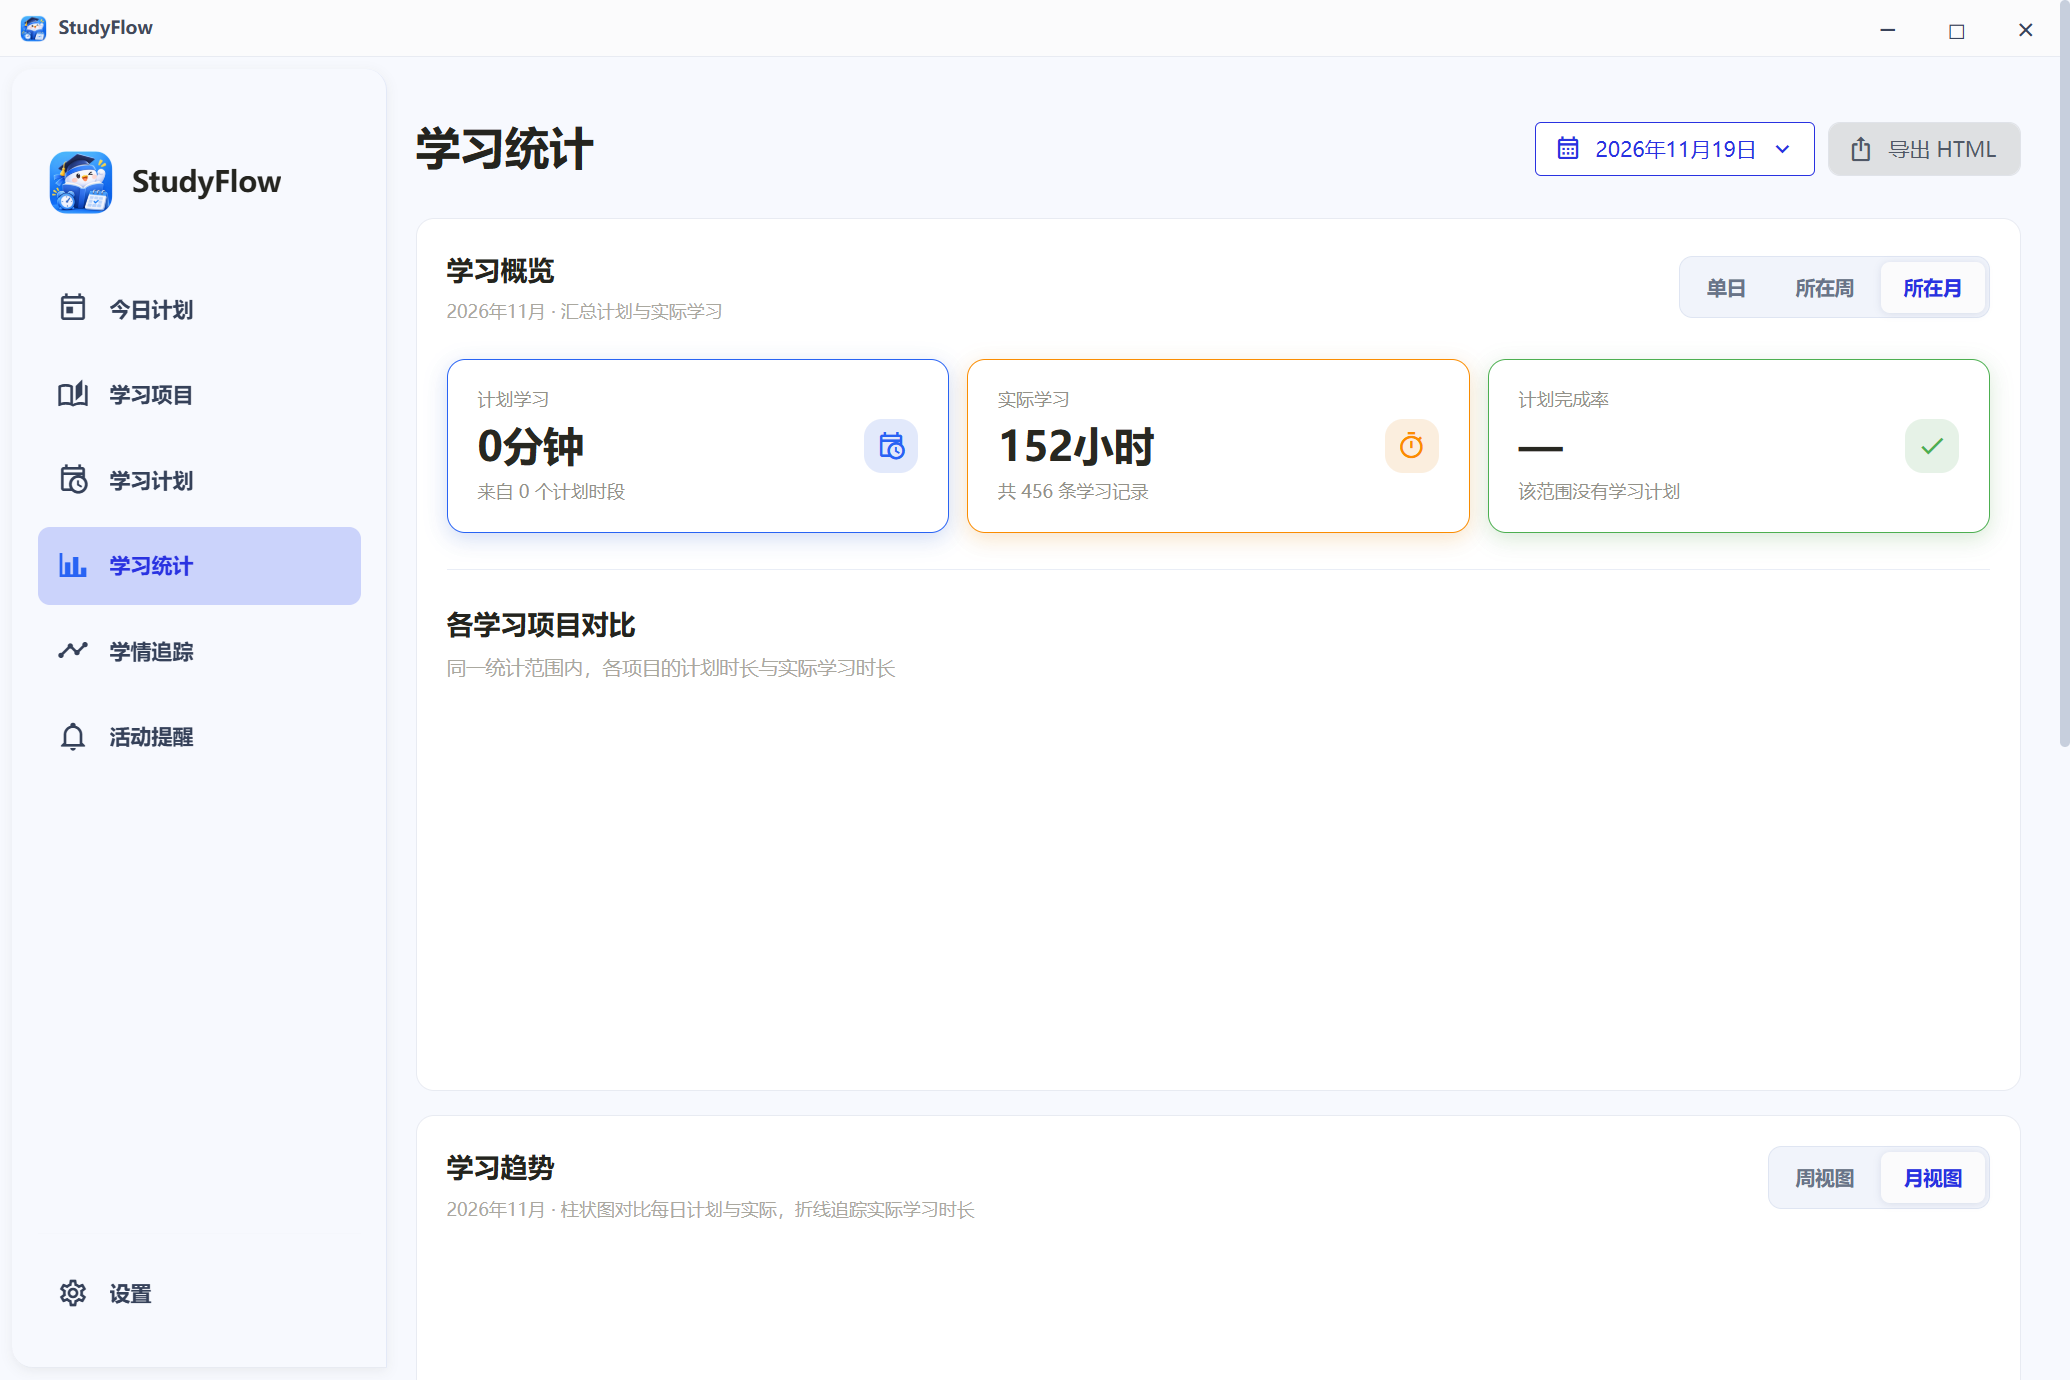 StudyFlow
StudyFlow
今日计划
学习项目
学习计划
学习统计
学情追踪
活动提醒
设置
学习统计
2026年11月19日
导出 HTML
学习概览
2026年11月 · 汇总计划与实际学习
单日
所在周
所在月
计划学习
0分钟
来自 0 个计划时段
实际学习
152小时
共 456 条学习记录
计划完成率
—
该范围没有学习计划
各学习项目对比
同一统计范围内，各项目的计划时长与实际学习时长
学习趋势
2026年11月 · 柱状图对比每日计划与实际，折线追踪实际学习时长
周视图
月视图